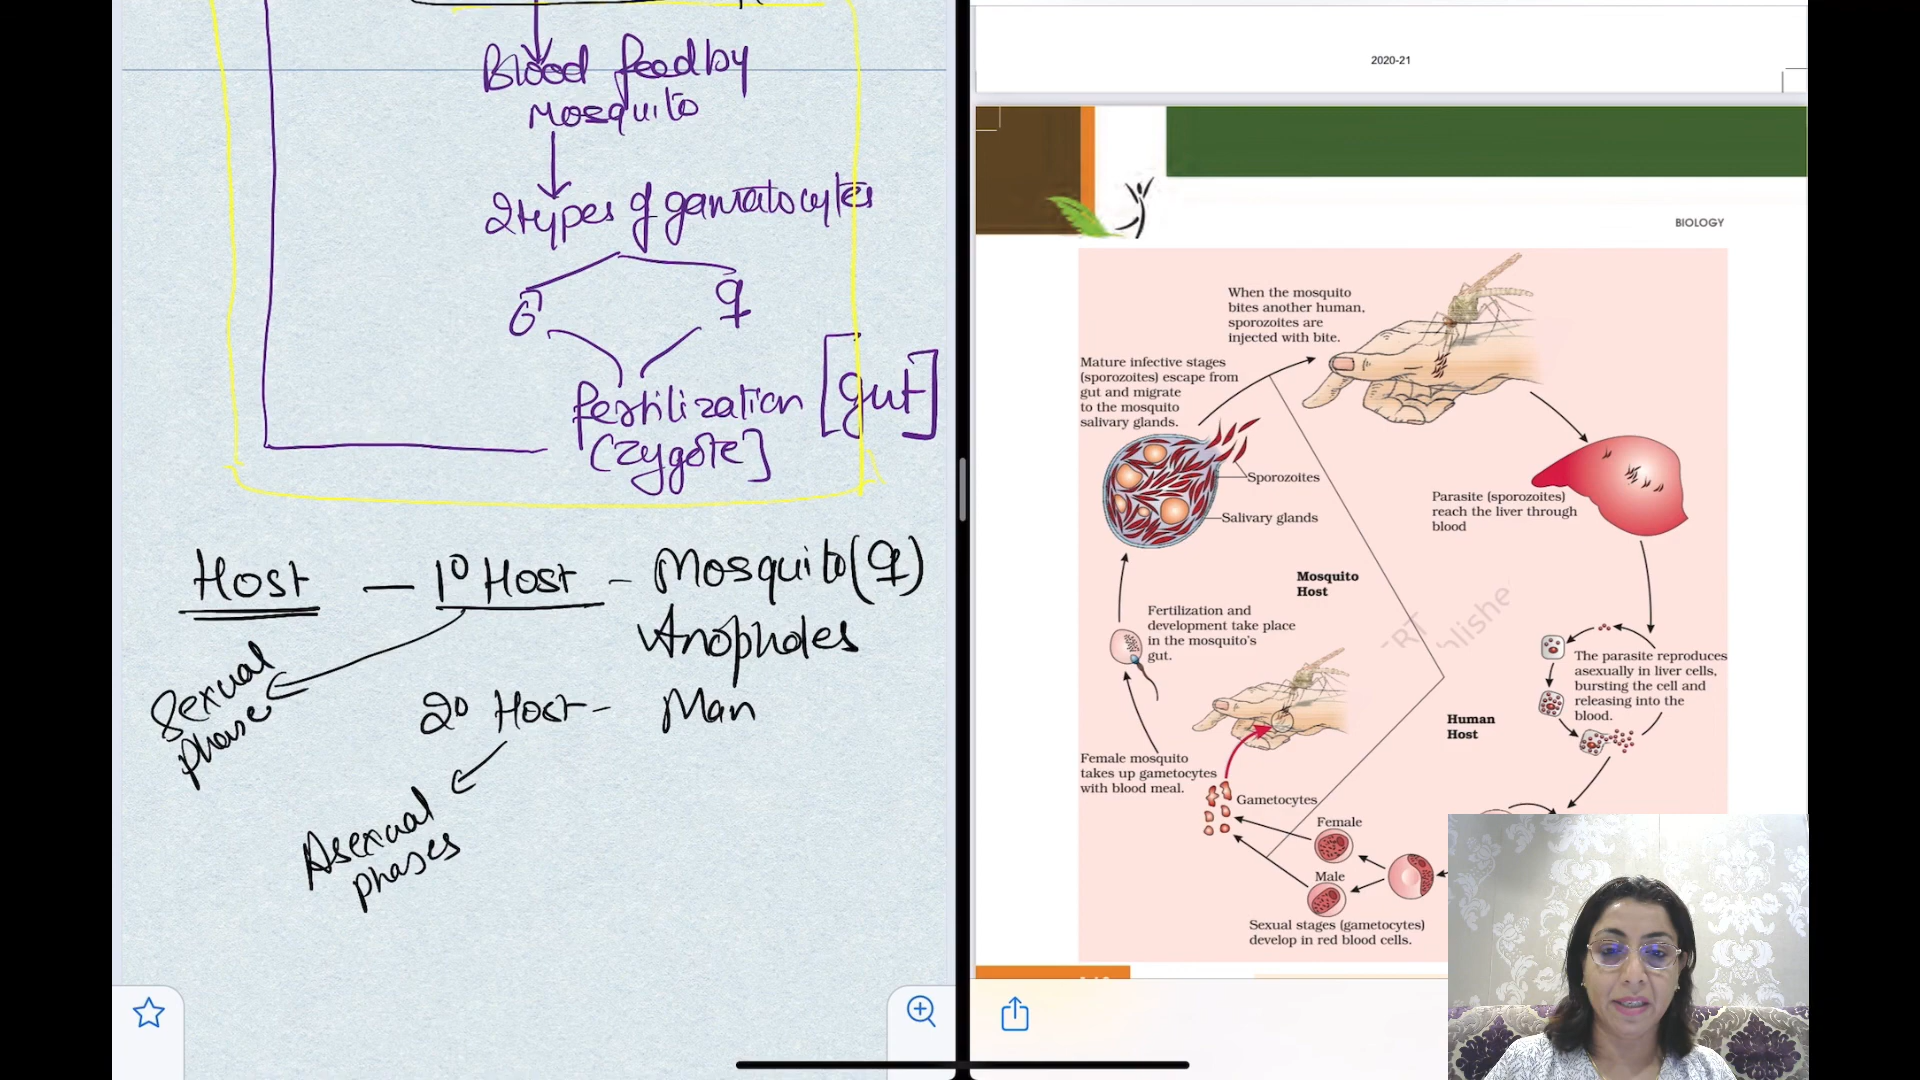 Blood feed by
Mosquito
2 types of gamatocytes
♂ ♀
Fertilization [gut]
(Zygote]
Host — 1⁰ Host - Mosquito (♀)
Anopholes
Sexual
phase
2⁰ Host - Man
Asexual
phases
2020-21
BIOLOGY
When the mosquito
bites another human,
sporozoites are
injected with bite.
Mature infective stages
(sporozoites) escape from
gut and migrate
to the mosquito
salivary glands.
Sporozoites
Salivary glands
Parasite (sporozoites)
reach the liver through
blood
Mosquito
Host
Fertilization and
development take place
in the mosquito's
gut.
The parasite reproduces
asexually in liver cells,
bursting the cell and
releasing into the
blood.
Human
Host
Female mosquito
takes up gametocytes
with blood meal.
Gametocytes
Female
Male
Sexual stages (gametocytes)
develop in red blood cells.